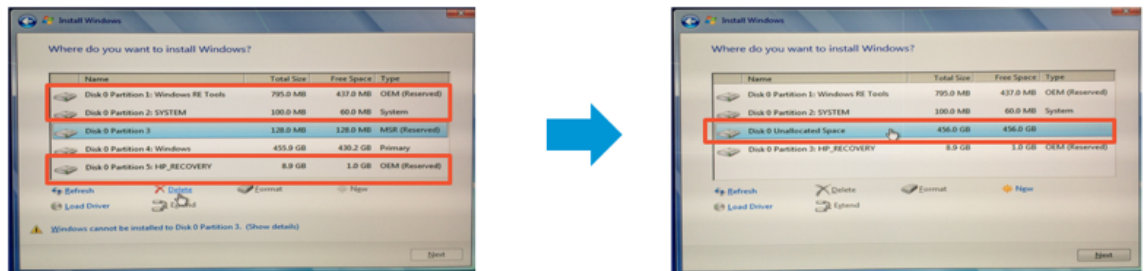 Install Windows
Where do you want to install Windows?
Name Total Size Free Space Type
Disk 0 Partition 1: Windows RE Tools 795.0 MB 437.0 MB OEM (Reserved)
Disk 0 Partition 2: SYSTEM 100.0 MB 60.0 MB System
Disk 0 Partition 3 128.0 MB 128.0 MB MSR (Reserved)
Disk 0 Partition 4: Windows 455.9 GB 430.2 GB Primary
Disk 0 Partition 5: HP_RECOVERY 8.9 GB 1.0 GB OEM (Reserved)
Refresh Delete Format New
Load Driver Extend
Windows cannot be installed to Disk 0 Partition 3. (Show details)
Next
Install Windows
Where do you want to install Windows?
Name Total Size Free Space Type
Disk 0 Partition 1: Windows RE Tools 795.0 MB 437.0 MB OEM (Reserved)
Disk 0 Partition 2: SYSTEM 100.0 MB 60.0 MB System
Disk 0 Unallocated Space 456.0 GB 456.0 GB
Disk 0 Partition 3: HP_RECOVERY 8.9 GB 1.0 GB OEM (Reserved)
Refresh Delete Format New
Load Driver Extend
Next